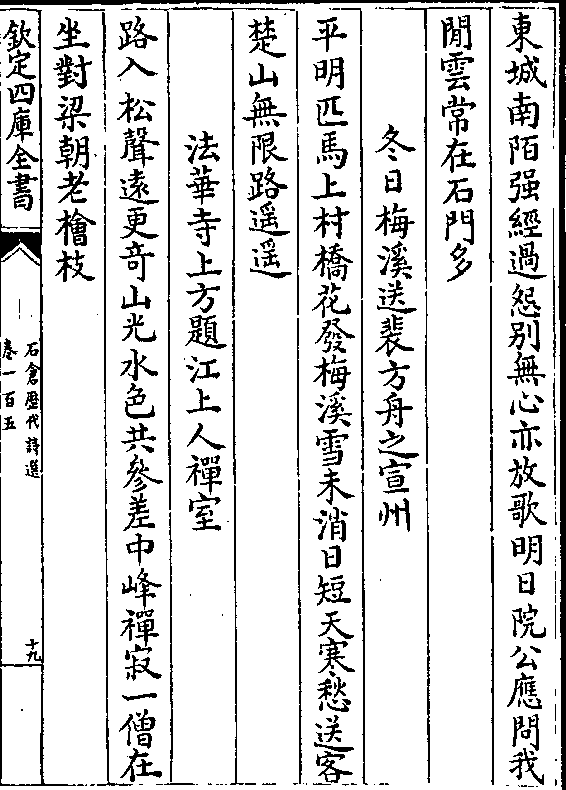 東城南陌强經過怨别無心亦放歌明日院公應問我
閒雲常在石門多
冬日梅溪送裴方舟之宣州
平明匹馬上村橋花發梅溪雪未消日短天寒愁送客
楚山無限路遥遥
法華寺上方題江上人禪室
路入松聲逺更竒山光水色共參差中峰禪寂一僧在
坐對梁朝老檜枝
欽定四庫全書
石倉歴代詩選
卷一百五
十九